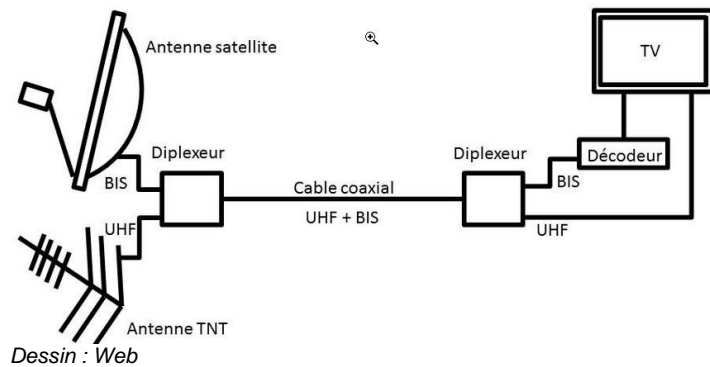 Antenne satellite
TV
Diplexeur
Diplexeur
Décodeur
BIS
Cable coaxial
BIS
UHF
UHF + BIS
UHF
Antenne TNT
Dessin : Web